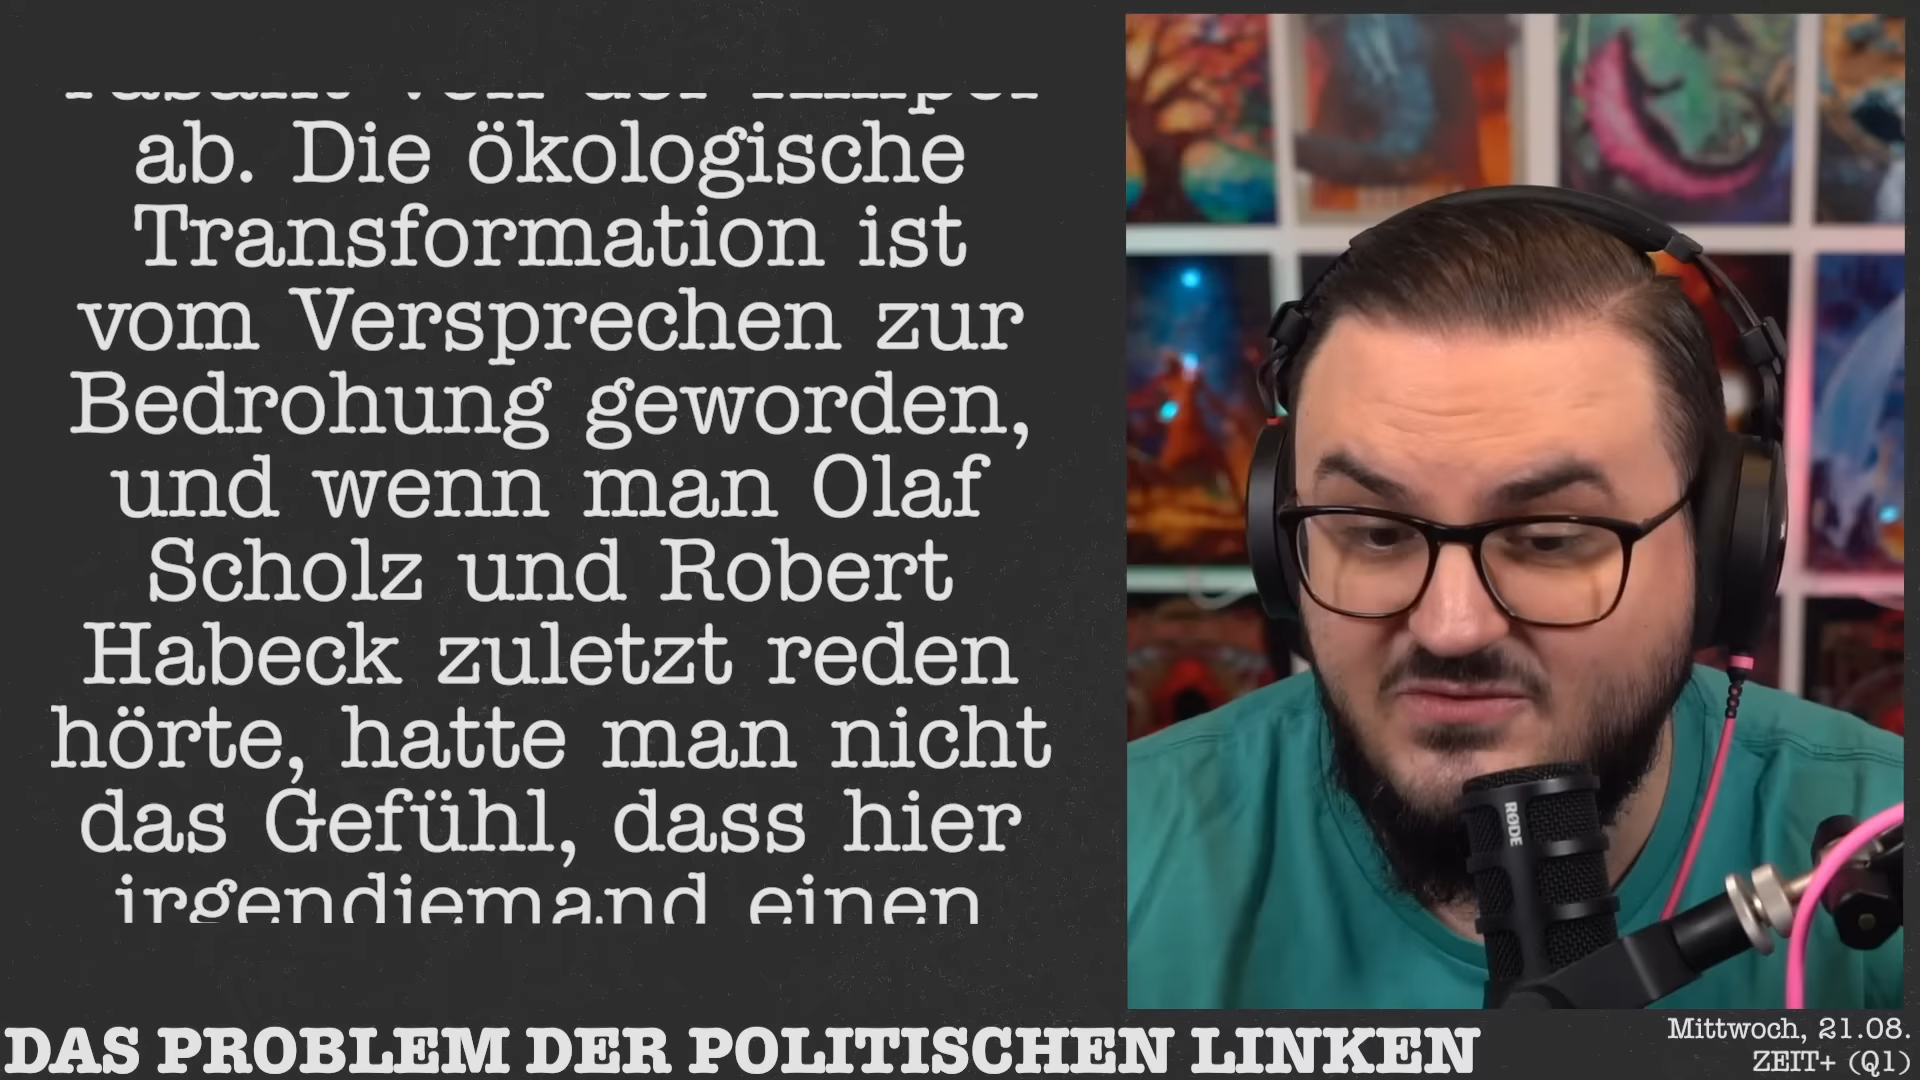 ab. Die ökologische
Transformation ist
vom Versprechen zur
Bedrohung geworden,
und wenn man Olaf
Scholz und Robert
Habeck zuletzt reden
hörte, hatte man nicht
das Gefühl, dass hier
irgendjemand einen
RØDE
DAS PROBLEM DER POLITISCHEN LINKEN
Mittwoch, 21.08.
ZEIT+ (Q1)